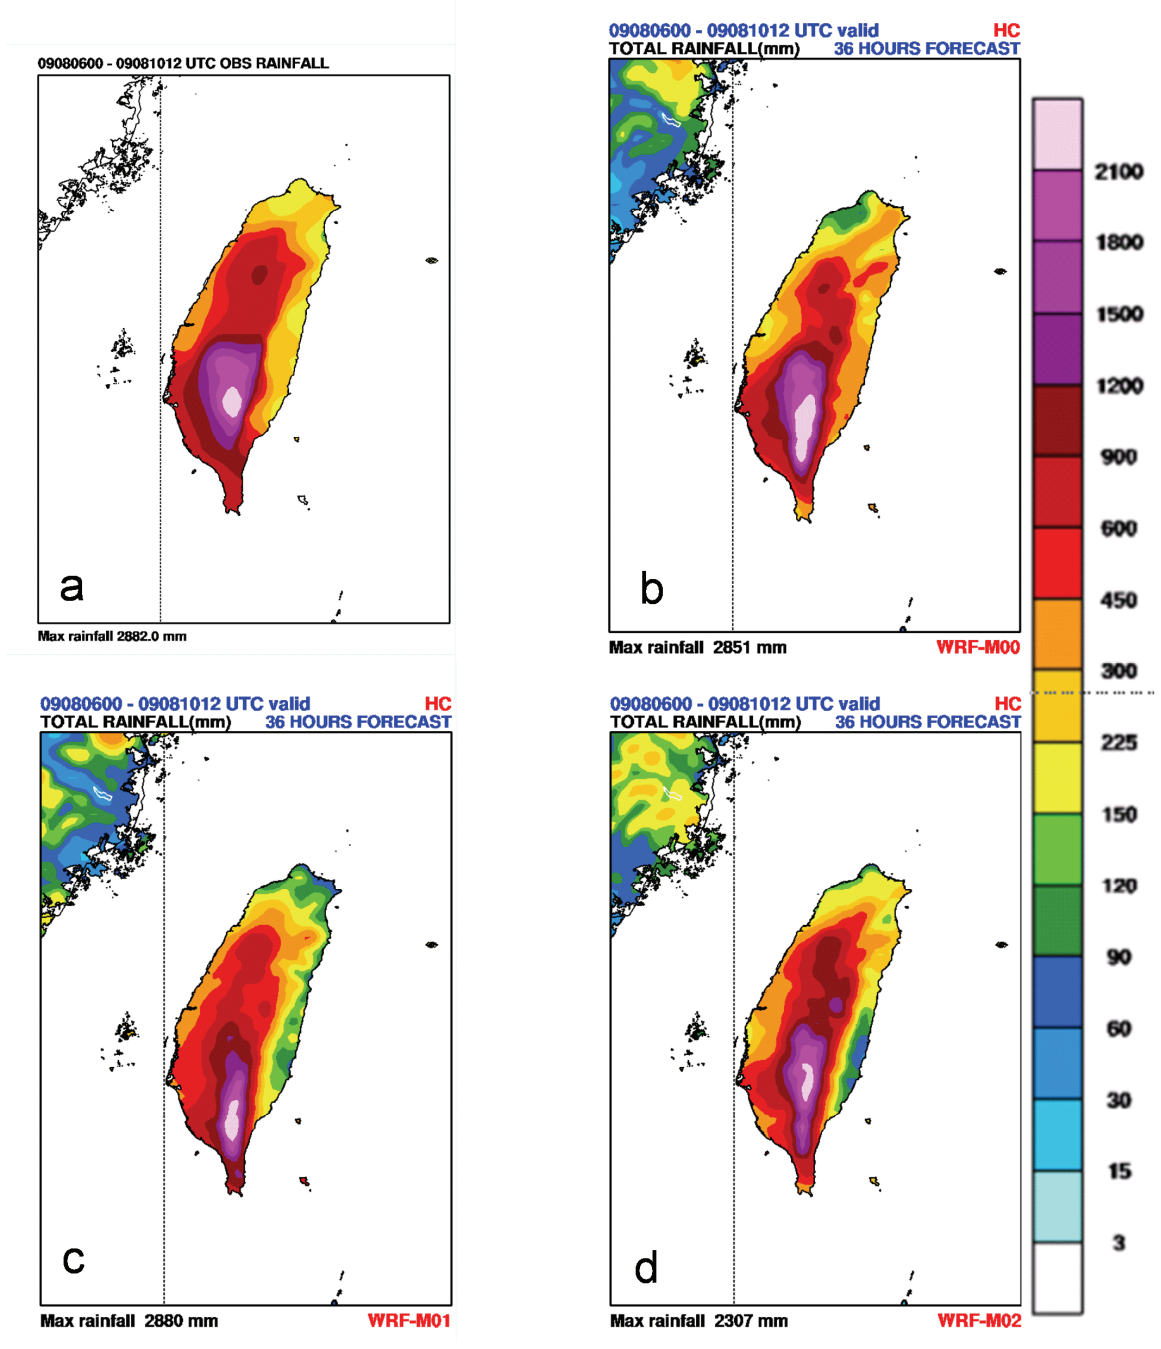 09080600 - 09081012 UTC OBS RAINFALL
a
Max rainfall 2882.0 mm
09080600 - 09081012 UTC valid HC
TOTAL RAINFALL(mm) 36 HOURS FORECAST
b
Max rainfall 2851 mm WRF-M00
09080600 - 09081012 UTC valid HC
TOTAL RAINFALL(mm) 36 HOURS FORECAST
c
Max rainfall 2880 mm WRF-M01
09080600 - 09081012 UTC valid HC
TOTAL RAINFALL(mm) 36 HOURS FORECAST
d
Max rainfall 2307 mm WRF-M02
2100
1800
1500
1200
900
600
450
300
225
150
120
90
60
30
15
3